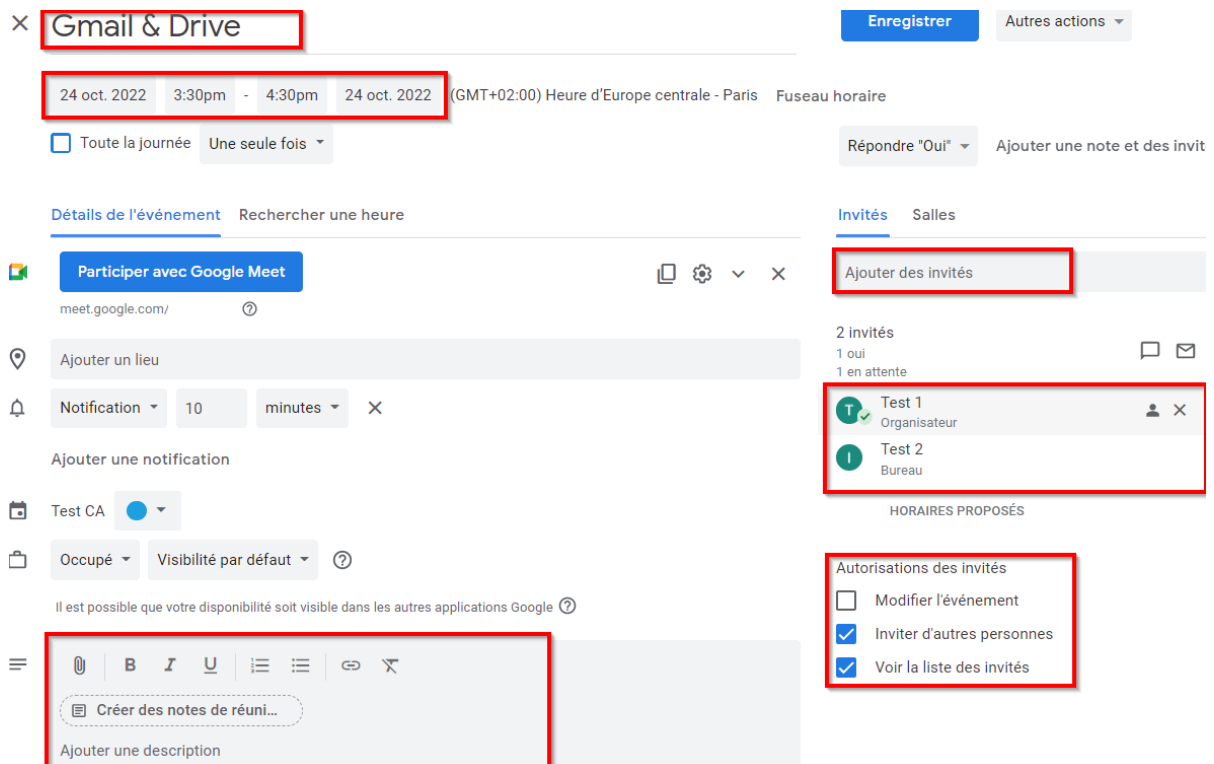 Gmail & Drive
Enregistrer
Autres actions
24 oct. 2022 3:30pm - 4:30pm 24 oct. 2022 (GMT+02:00) Heure d'Europe centrale - Paris Fuseau horaire
Toute la journée Une seule fois
Répondre "Oui" Ajouter une note et des invit
Détails de l'événement Rechercher une heure
Participer avec Google Meet
meet.google.com/
Ajouter un lieu
Notification 10 minutes
Ajouter une notification
Test CA
Occupé Visibilité par défaut
Il est possible que votre disponibilité soit visible dans les autres applications Google
B I U
Créer des notes de réuni...
Ajouter une description
Invités Salles
Ajouter des invités
2 invités
1 oui
1 en attente
T Test 1
Organisateur
I Test 2
Bureau
HORAIRES PROPOSÉS
Autorisations des invités
Modifier l'événement
Inviter d'autres personnes
Voir la liste des invités